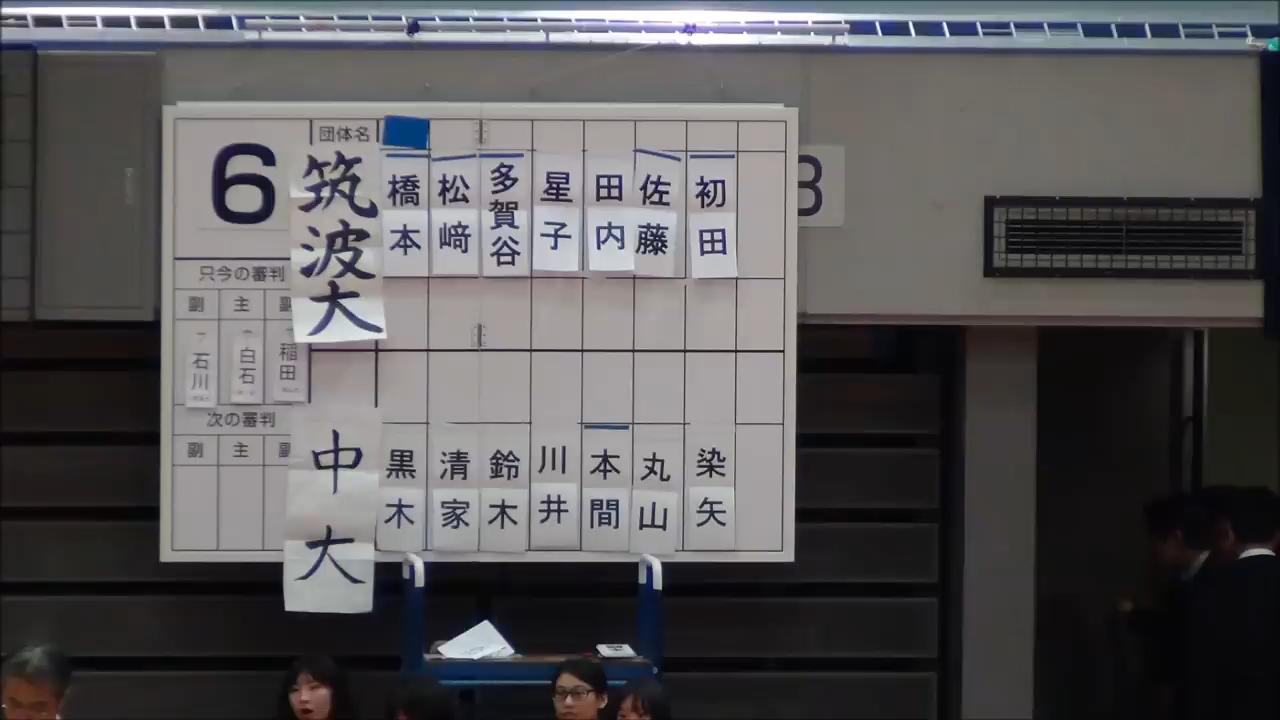 6
団体名
筑波大
橋本
松﨑
多賀谷
星子
田内
佐藤
初田
只今の審判
副
主
副
石川
白石
稲田
次の審判
副
主
副
中大
黒木
清家
鈴木
川井
本間
丸山
染矢